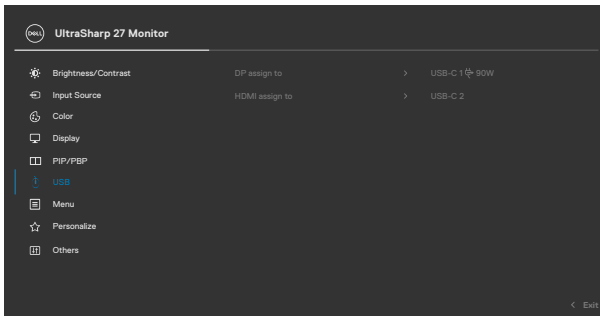 DELL UltraSharp 27 Monitor
Brightness/Contrast DP assign to > USB-C 1 90W
Input Source HDMI assign to > USB-C 2
Color
Display
PIP/PBP
USB
Menu
Personalize
Others
< Exit